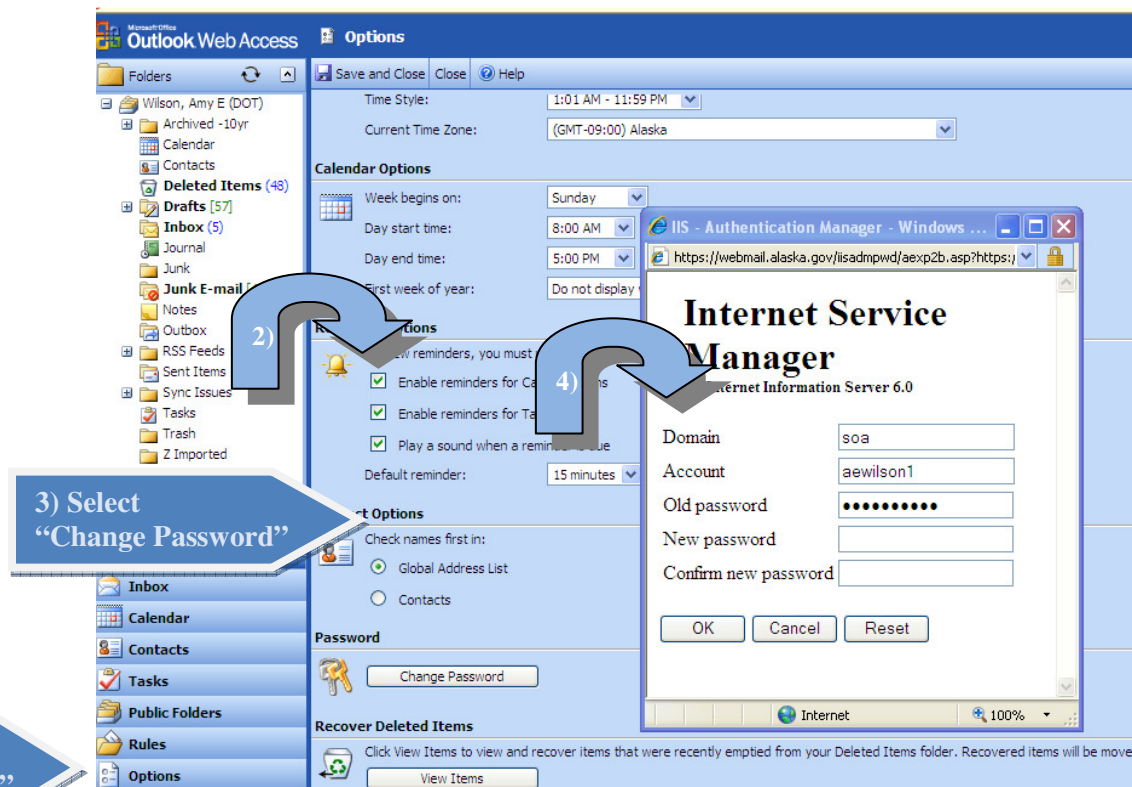 Microsoft Office
Outlook Web Access
Options
Folders
Save and Close Close Help
Wilson, Amy E (DOT)
Archived -10yr
Calendar
Contacts
Deleted Items (48)
Drafts [57]
Inbox (5)
Journal
Junk
Junk E-mail
Notes
Outbox
RSS Feeds
Sent Items
Sync Issues
Tasks
Trash
Z Imported
3) Select
“Change Password”
Inbox
Calendar
Contacts
Tasks
Public Folders
Rules
Options
”
Time Style: 1:01 AM - 11:59 PM
Current Time Zone: (GMT-09:00) Alaska
Calendar Options
Week begins on: Sunday
Day start time: 8:00 AM
Day end time: 5:00 PM
First week of year: Do not display
2)
reminders, you must
Enable reminders for
Enable reminders for
Play a sound when a
Default reminder: 15 minutes
4)
Options
Check names first in:
Global Address List
Contacts
Password
Change Password
Recover Deleted Items
Click View Items to view and recover items that were recently emptied from your Deleted Items folder. Recovered items will be move
View Items
IIS - Authentication Manager - Windows ...
https://webmail.alaska.gov/iisadmpwd/aexp2b.asp?https:/
Internet Service
Manager
Information Server 6.0
Domain soa
Account aewilson1
Old password ••••••••••
New password
Confirm new password
OK Cancel Reset
Internet 100%